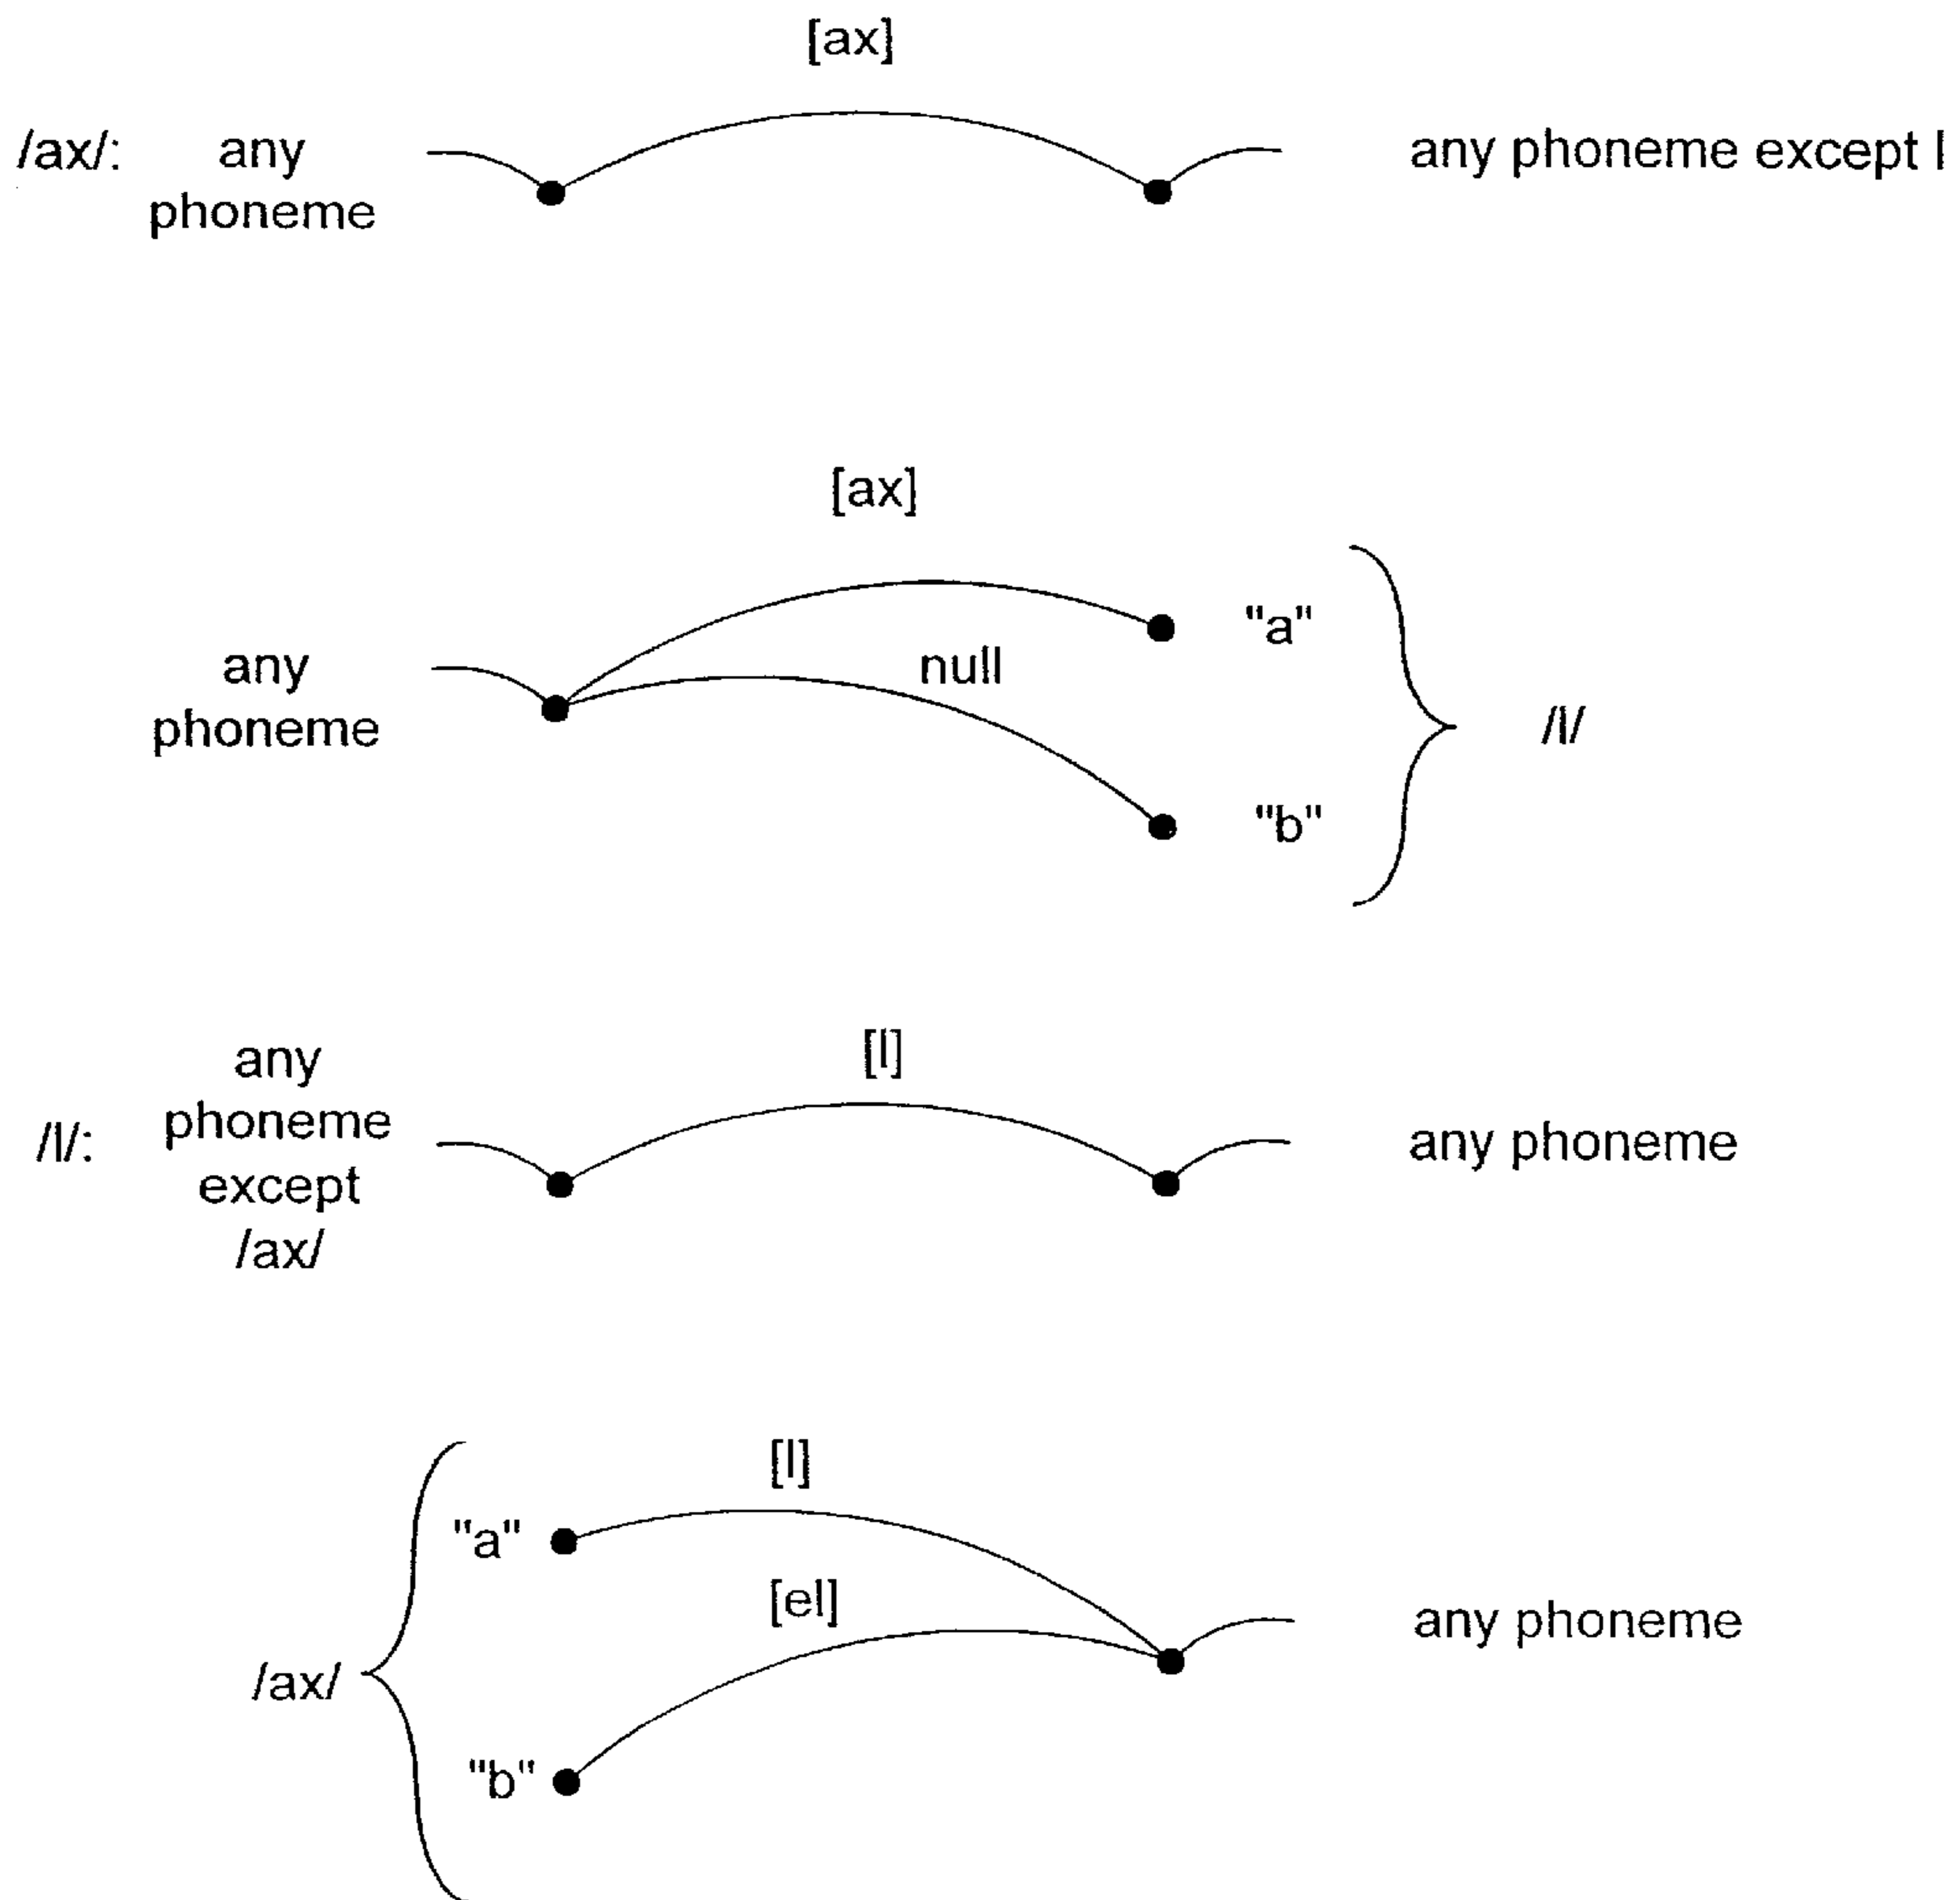 [ax]
/ax/: any phoneme any phoneme except l
[ax]
"a"
null
any phoneme
/l/
"b"
[l]
/l/: any phoneme except /ax/ any phoneme
[l]
"a"
[el]
any phoneme
/ax/
"b"